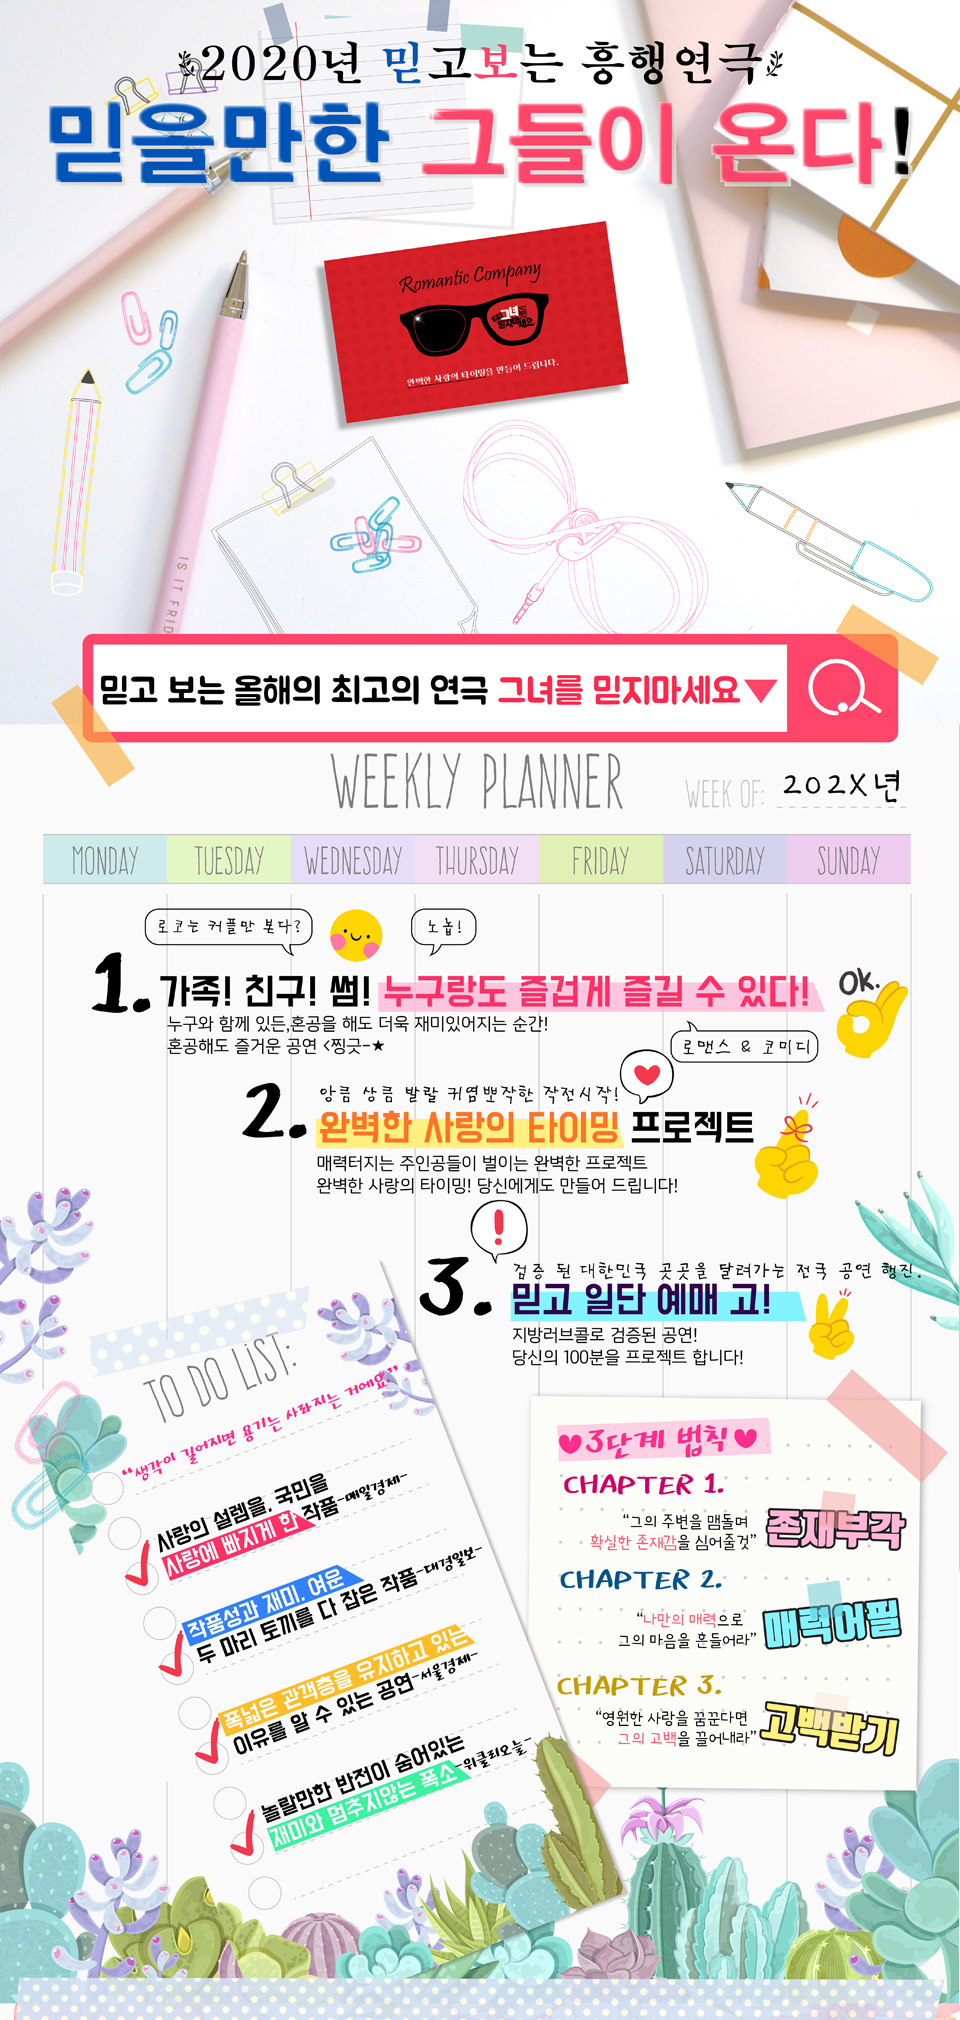 2020년 믿고보는 흥행연극
믿을만한 그들이 온다!
Romantic Company
그녀를
믿지마세요
완벽한 사랑의 타이밍을 만들어 드립니다.
IS IT FRID
믿고 보는 올해의 최고의 연극 그녀를 믿지마세요▼
WEEKLY PLANNER
WEEK OF: 202X년
MONDAY TUESDAY WEDNESDAY THURSDAY FRIDAY SATURDAY SUNDAY
로코는 커플만 본다?
노놉!
1. 가족! 친구! 썸! 누구랑도 즐겁게 즐길 수 있다!
OK.
누구와 함께 있든,혼공을 해도 더욱 재미있어지는 순간!
혼공해도 즐거운 공연 <찡긋-★
로맨스 & 코미디
앙큼 상큼 발랄 커염뽀작한 작전시작!
2. 완벽한 사랑의 타이밍 프로젝트
매력터지는 주인공들이 벌이는 완벽한 프로젝트
완벽한 사랑의 타이밍! 당신에게도 만들어 드립니다!
!
검증 된 대한민국 곳곳을 달려가는 전국 공연 행진.
3. 믿고 일단 예매 고!
지방러브콜로 검증된 공연!
당신의 100분을 프로젝트 합니다!
TO DO LIST:
“생각이 길어지면 용기는 사라지는 거에요”
사랑의 설렘을, 국민을
사랑에 빠지게 한 작품-매일경제-
작품성과 재미, 여운
두 마리 토끼를 다 잡은 작품-대경일보-
폭넓은 관객층을 유지하고 있는
이유를 알 수 있는 공연-서울경제-
놀랄만한 반전이 숨어있는
재미와 멈추지않는 폭소-위클리오늘-
♥3단계 법칙♥
CHAPTER 1.
“그의 주변을 맴돌며
확실한 존재감을 심어줄것”
존재부각
CHAPTER 2.
“나만의 매력으로
그의 마음을 흔들어라”
매력어필
CHAPTER 3.
“영원한 사랑을 꿈꾼다면
그의 고백을 끌어내라”
고백받기